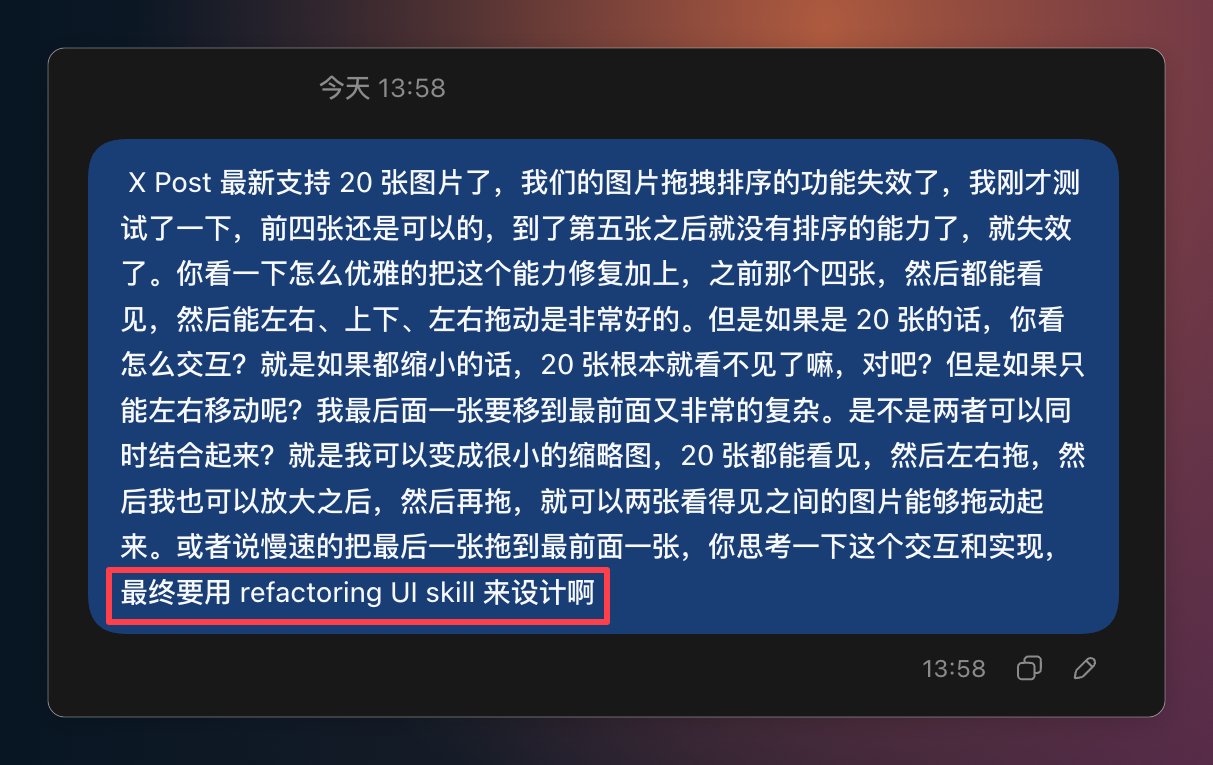 今天 13:58
X Post 最新支持 20 张图片了，我们的图片拖拽排序的功能失效了，我刚才测
试了一下，前四张还是可以的，到了第五张之后就没有排序的能力了，就失效
了。你看一下怎么优雅的把这个能力修复加上，之前那个四张，然后都能看
见，然后能左右、上下、左右拖动是非常好的。但是如果是 20 张的话，你看
怎么交互？就是如果都缩小的话，20 张根本就看不见了嘛，对吧？但是如果只
能左右移动呢？我最后面一张要移到最前面又非常的复杂。是不是两者可以同
时结合起来？就是我可以变成很小的缩略图，20 张都能看见，然后左右拖，然
后我也可以放大之后，然后再拖，就可以两张看得见之间的图片能够拖动起
来。或者说慢速的把最后一张拖到最前面一张，你思考一下这个交互和实现，
最终要用 refactoring UI skill 来设计啊
13:58